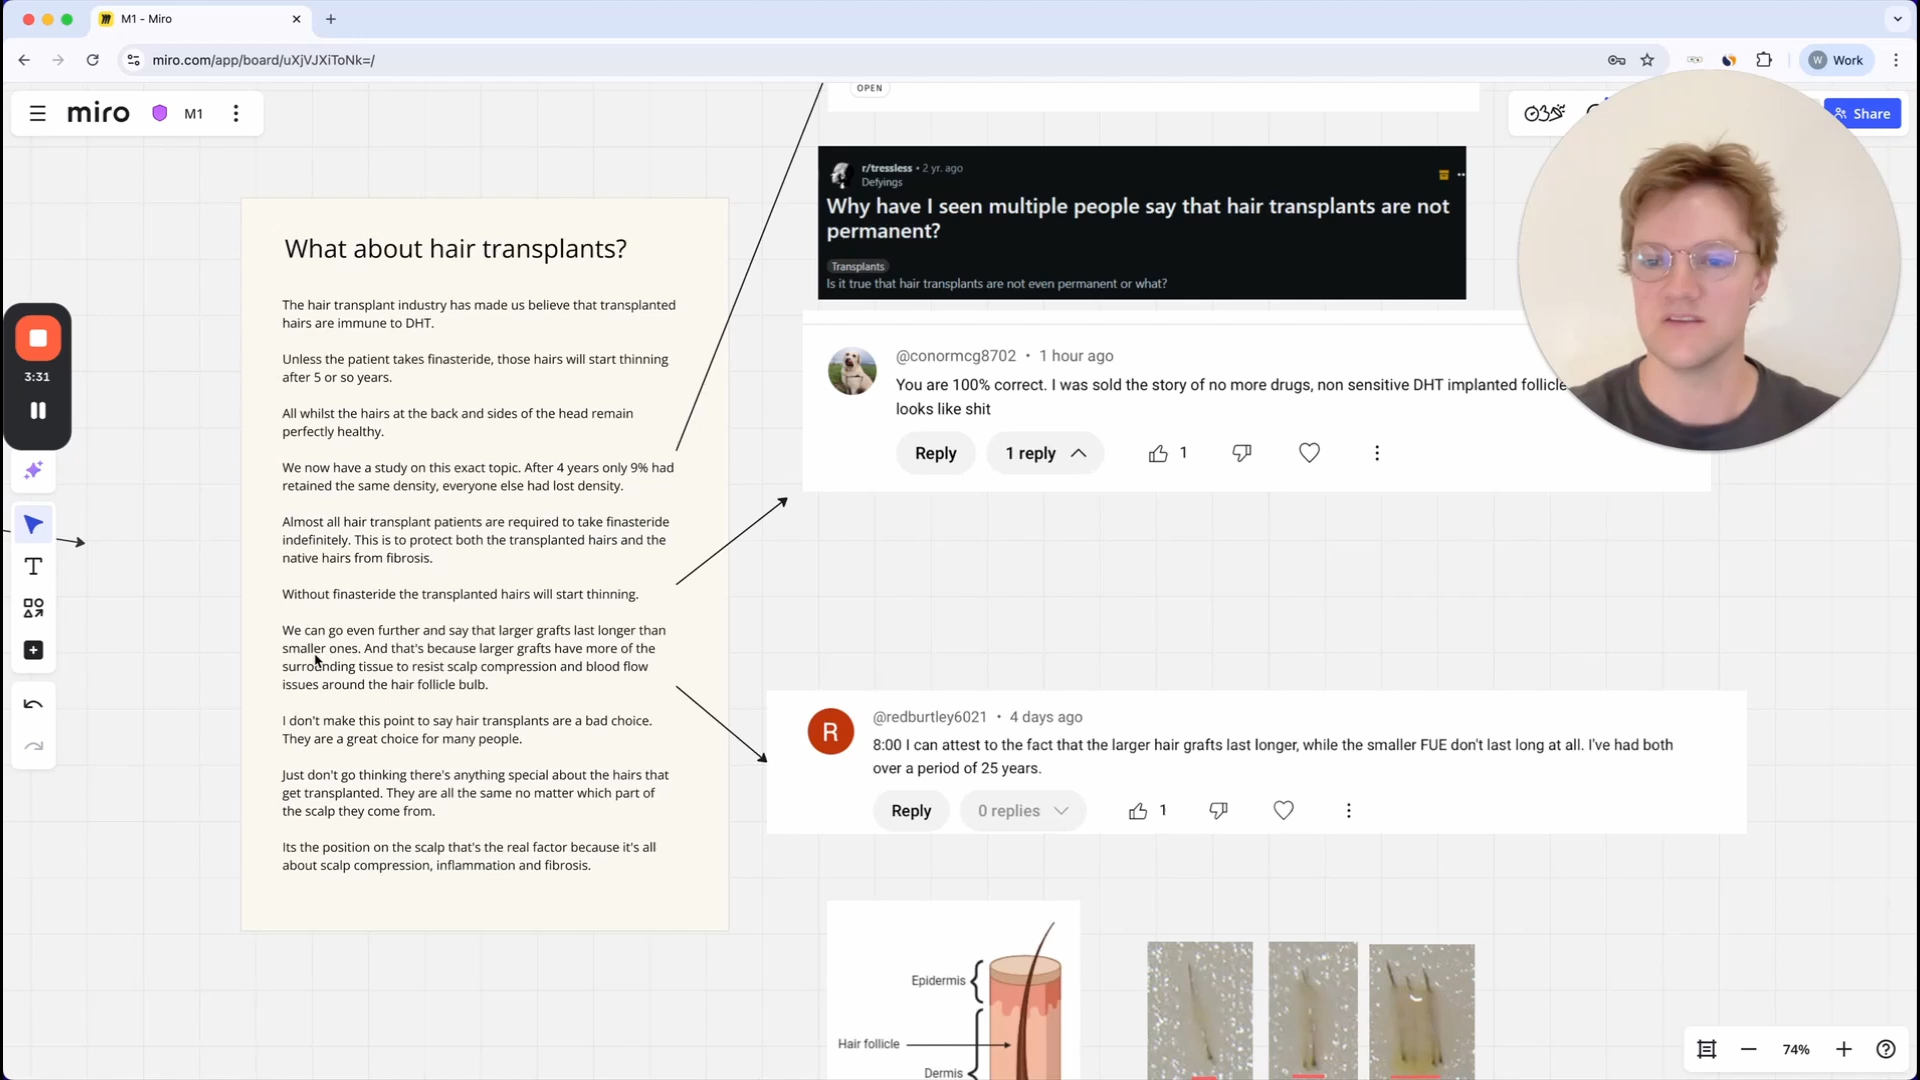 M1 - Miro
miro.com/app/board/uXjVJXiToNk=/
Work
miro
M1
Share
3:31
OPEN
What about hair transplants?
The hair transplant industry has made us believe that transplanted
hairs are immune to DHT.
Unless the patient takes finasteride, those hairs will start thinning
after 5 or so years.
All whilst the hairs at the back and sides of the head remain
perfectly healthy.
We now have a study on this exact topic. After 4 years only 9% had
retained the same density, everyone else had lost density.
Almost all hair transplant patients are required to take finasteride
indefinitely. This is to protect both the transplanted hairs and the
native hairs from fibrosis.
Without finasteride the transplanted hairs will start thinning.
We can go even further and say that larger grafts last longer than
smaller ones. And that's because larger grafts have more of the
surrounding tissue to resist scalp compression and blood flow
issues around the hair follicle bulb.
I don't make this point to say hair transplants are a bad choice.
They are a great choice for many people.
Just don't go thinking there's anything special about the hairs that
get transplanted. They are all the same no matter which part of
the scalp they come from.
Its the position on the scalp that's the real factor because it's all
about scalp compression, inflammation and fibrosis.
r/tressless • 2 yr. ago
Defyings
Why have I seen multiple people say that hair transplants are not
permanent?
Transplants
Is it true that hair transplants are not even permanent or what?
@conormcg8702 • 1 hour ago
You are 100% correct. I was sold the story of no more drugs, non sensitive DHT implanted follicle
looks like shit
Reply
1 reply
1
R
@redburtley6021 • 4 days ago
8:00 I can attest to the fact that the larger hair grafts last longer, while the smaller FUE don't last long at all. I've had both
over a period of 25 years.
Reply
0 replies
1
Epidermis
Hair follicle
Dermis
74%